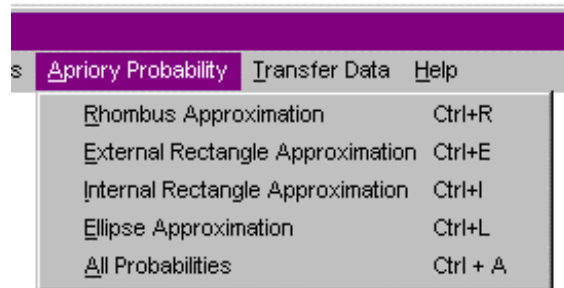 s Apriory Probability Transfer Data Help
Rhombus Approximation Ctrl+R
External Rectangle Approximation Ctrl+E
Internal Rectangle Approximation Ctrl+I
Ellipse Approximation Ctrl+L
All Probabilities Ctrl + A